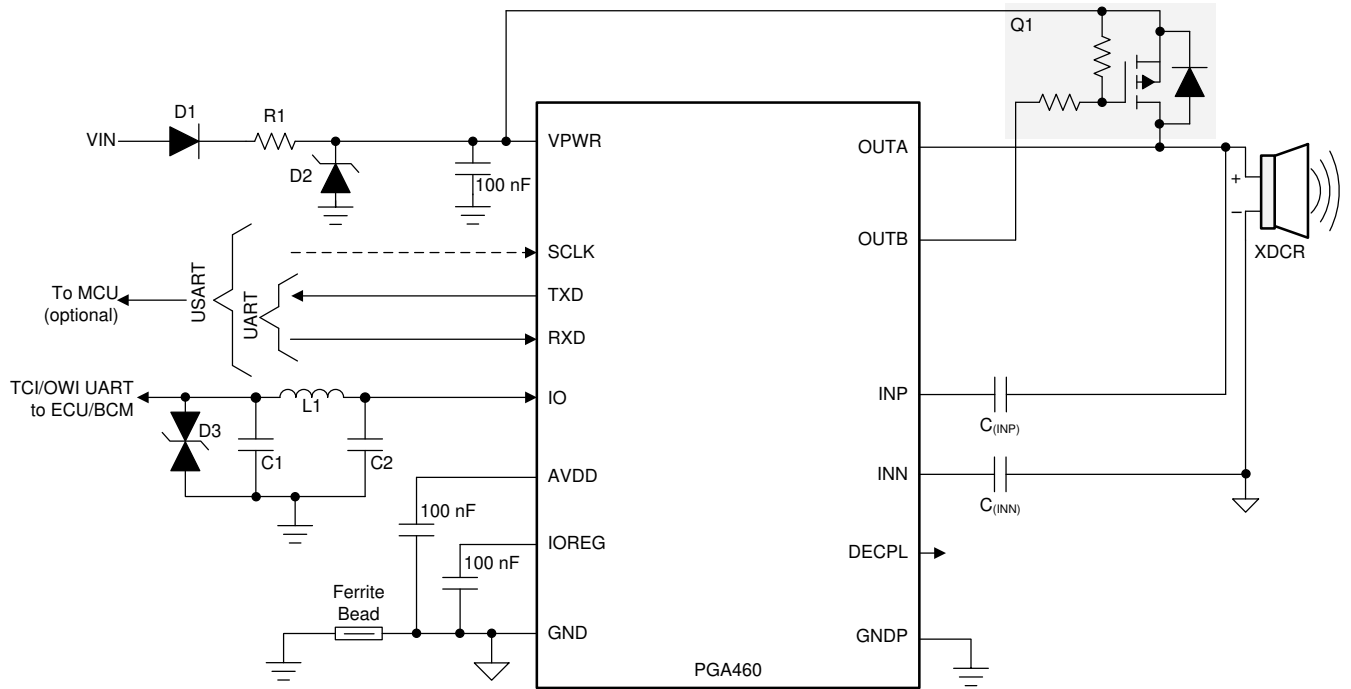 Q1
D1
R1
VIN
VPWR
OUTA
D2
100 nF
+
–
SCLK
OUTB
XDCR
To MCU
(optional)
USART
UART
TXD
RXD
TCI/OWI UART
to ECU/BCM
IO
INP
L1
D3
C1
C2
C(INP)
AVDD
INN
100 nF
C(INN)
IOREG
DECPL
100 nF
Ferrite
Bead
GND
GNDP
PGA460